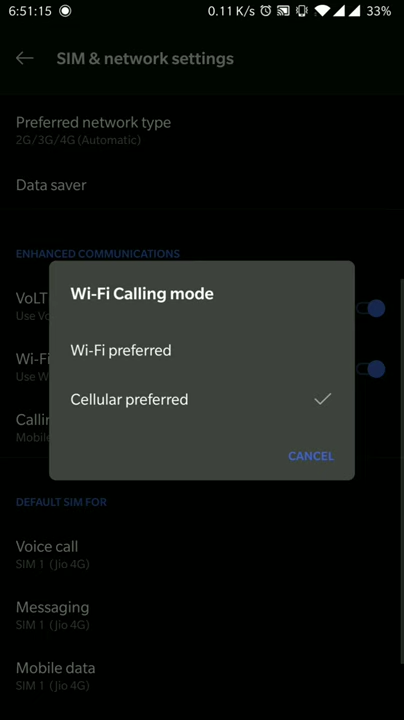 6:51:15 0.11 K/s 33%
SIM & network settings
Preferred network type
2G/3G/4G (Automatic)
Data saver
ENHANCED COMMUNICATIONS
VoLT
Use Vo
Wi-Fi
Use W
Callin
Mobile
Wi-Fi Calling mode
Wi-Fi preferred
Cellular preferred
CANCEL
DEFAULT SIM FOR
Voice call
SIM 1 (Jio 4G)
Messaging
SIM 1 (Jio 4G)
Mobile data
SIM 1 (Jio 4G)